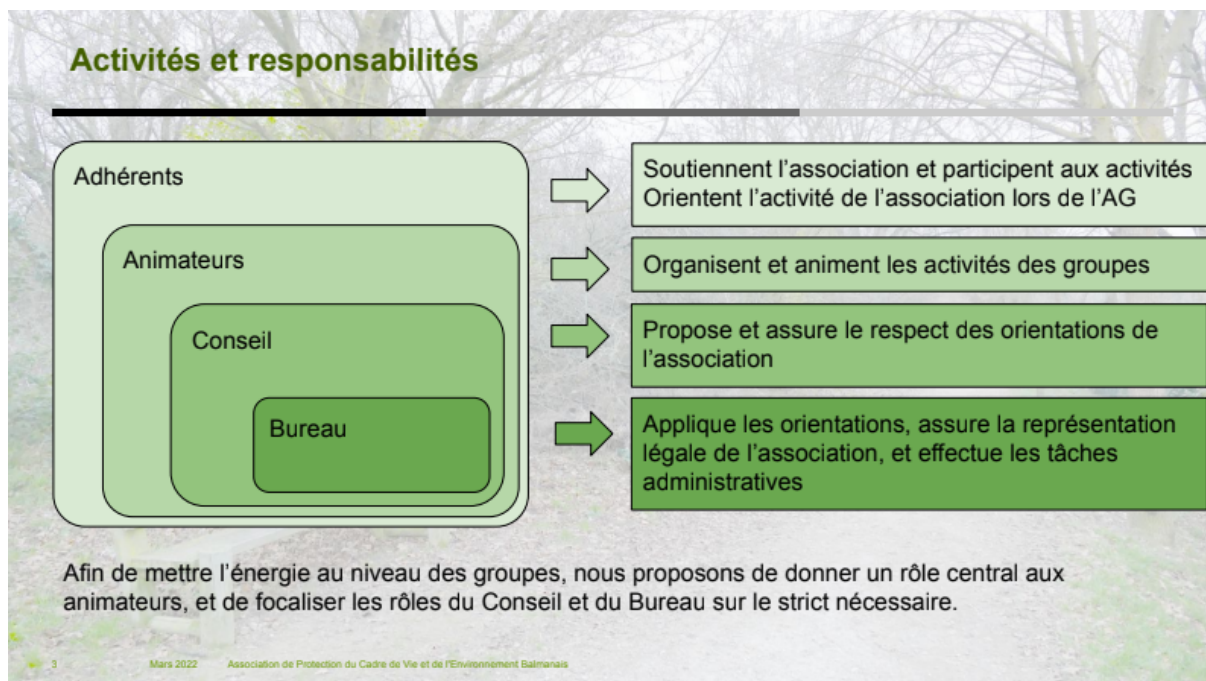 Activités et responsabilités
Adhérents
Soutiennent l’association et participent aux activités
Orientent l’activité de l’association lors de l’AG
Animateurs
Organisent et animent les activités des groupes
Conseil
Propose et assure le respect des orientations de
l’association
Bureau
Applique les orientations, assure la représentation
légale de l’association, et effectue les tâches
administratives
Afin de mettre l’énergie au niveau des groupes, nous proposons de donner un rôle central aux
animateurs, et de focaliser les rôles du Conseil et du Bureau sur le strict nécessaire.
3 Mars 2022 Association de Protection du Cadre de Vie et de l'Environnement Balmanais